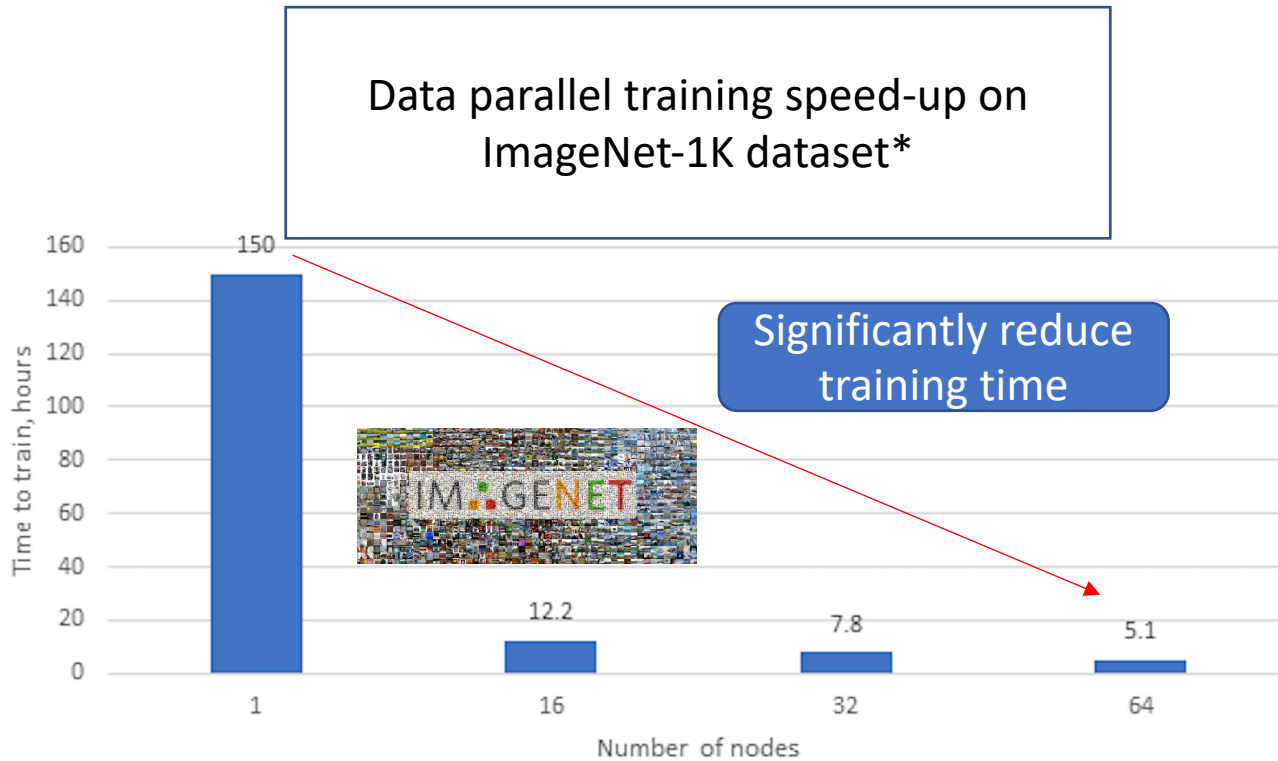 Data parallel training speed-up on
ImageNet-1K dataset*
160
150
140
Significantly reduce
training time
120
100
80
IMAGENET
60
40
20
12.2
7.8
5.1
0
1
16
32
64
Time to train, hours
Number of nodes